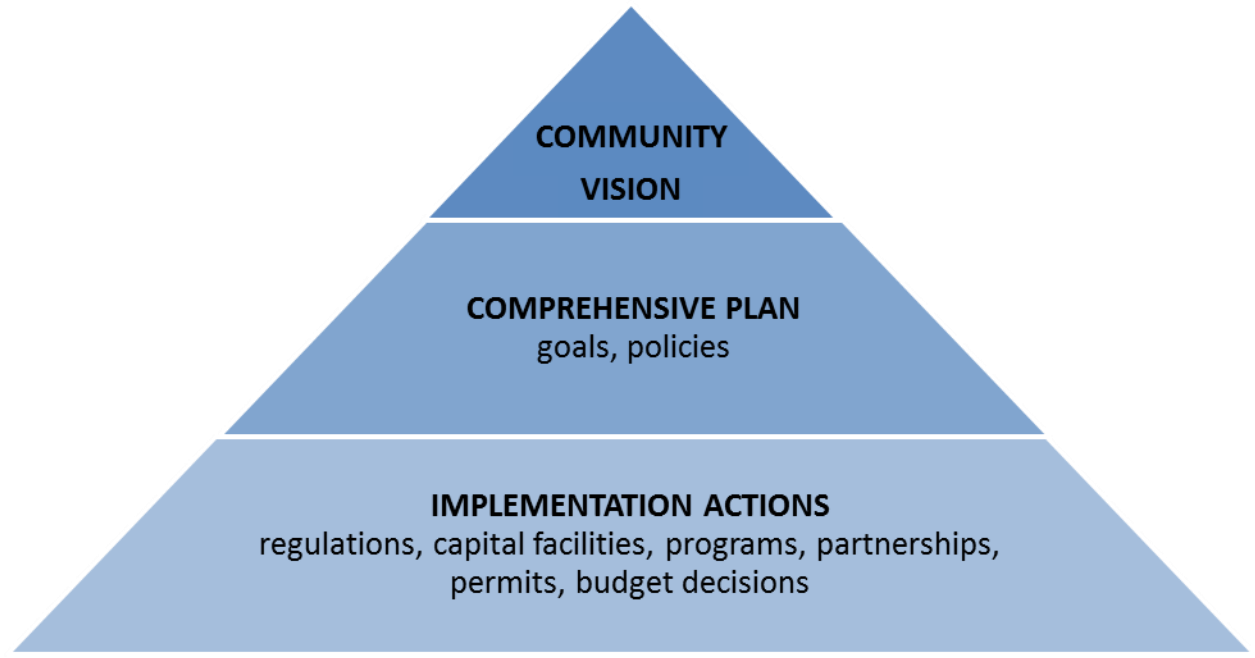 COMMUNITY
VISION
COMPREHENSIVE PLAN
goals, policies
IMPLEMENTATION ACTIONS
regulations, capital facilities, programs, partnerships,
permits, budget decisions